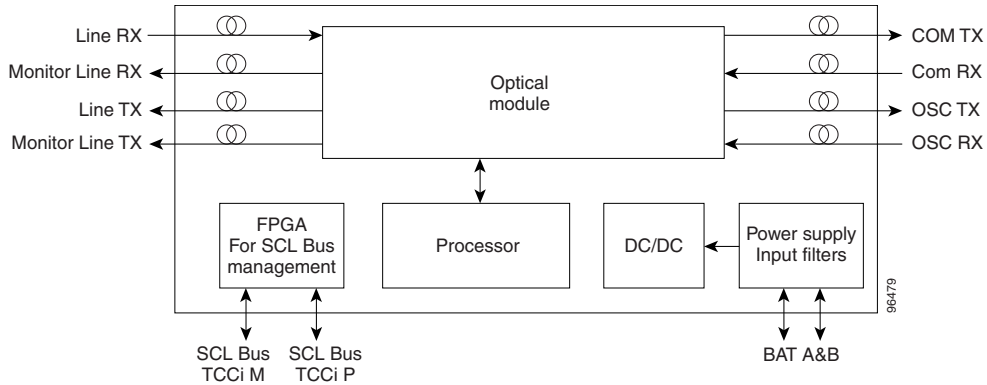 Line RX
COM TX
Monitor Line RX
Com RX
Line TX
OSC TX
Monitor Line TX
OSC RX
Optical
module
FPGA
For SCL Bus
management
Processor
DC/DC
Power supply
Input filters
96479
SCL Bus
TCCi M
SCL Bus
TCCi P
BAT A&B